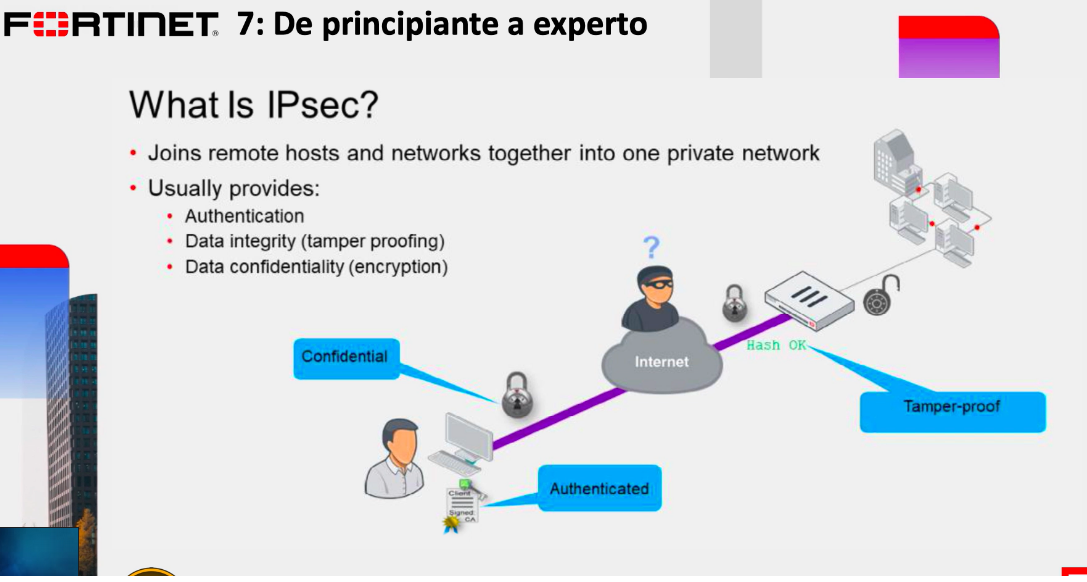 FORTINET® 7: De principiante a experto
What Is IPsec?
• Joins remote hosts and networks together into one private network
• Usually provides:
• Authentication
• Data integrity (tamper proofing)
• Data confidentiality (encryption)
?
Hash OK
Internet
Confidential
Tamper-proof
Authenticated
Client
Signed
CA